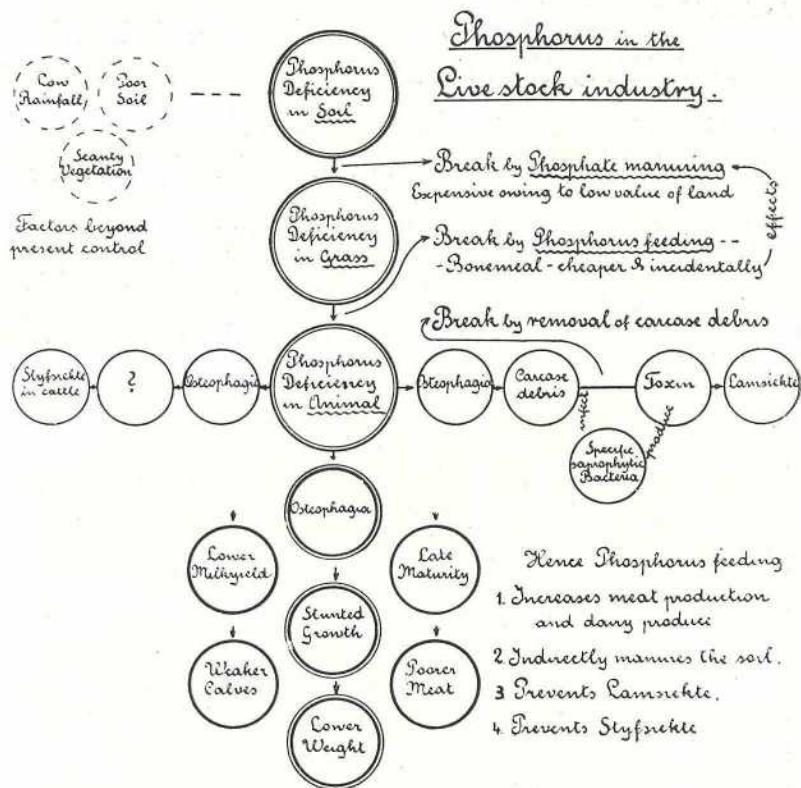 Phosphorus in the
Live stock industry.
Low
Rainfall
Poor
Soil
Scanty
Vegetation
Factors beyond
present control
Phosphorus
Deficiency
in Soil
Break by Phosphate manuring
Expensive owing to low value of land
effects
Phosphorus
Deficiency
in Grass
Break by Phosphorus feeding --
- Bonemeal - cheaper & incidentally
Break by removal of carcase debris
Styfsiekte
in cattle
?
Osteophagia
Phosphorus
Deficiency
in Animal
Osteophagia
Carcase
debris
infect
Specific
saprophytic
Bacteria
produce
Toxin
Lamsiekte
Osteophagia
Lower
Milkyield
Late
Maturity
Stunted
Growth
Weaker
Calves
Poorer
Meat
Lower
Weight
Hence Phosphorus feeding
1. Increases meat production
and dairy produce
2. Indirectly manures the soil.
3 Prevents Lamsiekte.
4. Prevents Styfsiekte